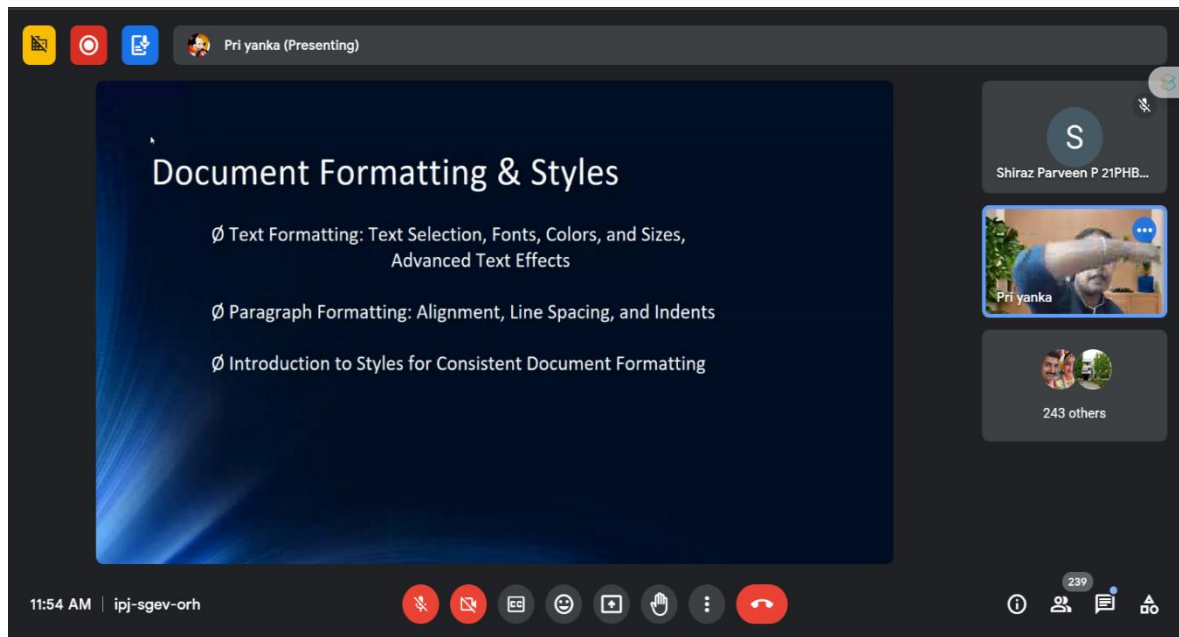 Pri yanka (Presenting)
Document Formatting & Styles
Ø Text Formatting: Text Selection, Fonts, Colors, and Sizes,
Advanced Text Effects
Ø Paragraph Formatting: Alignment, Line Spacing, and Indents
Ø Introduction to Styles for Consistent Document Formatting
S
Shiraz Parveen P 21PHB...
Pri yanka
243 others
11:54 AM | ipj-sgev-orh
CC
239